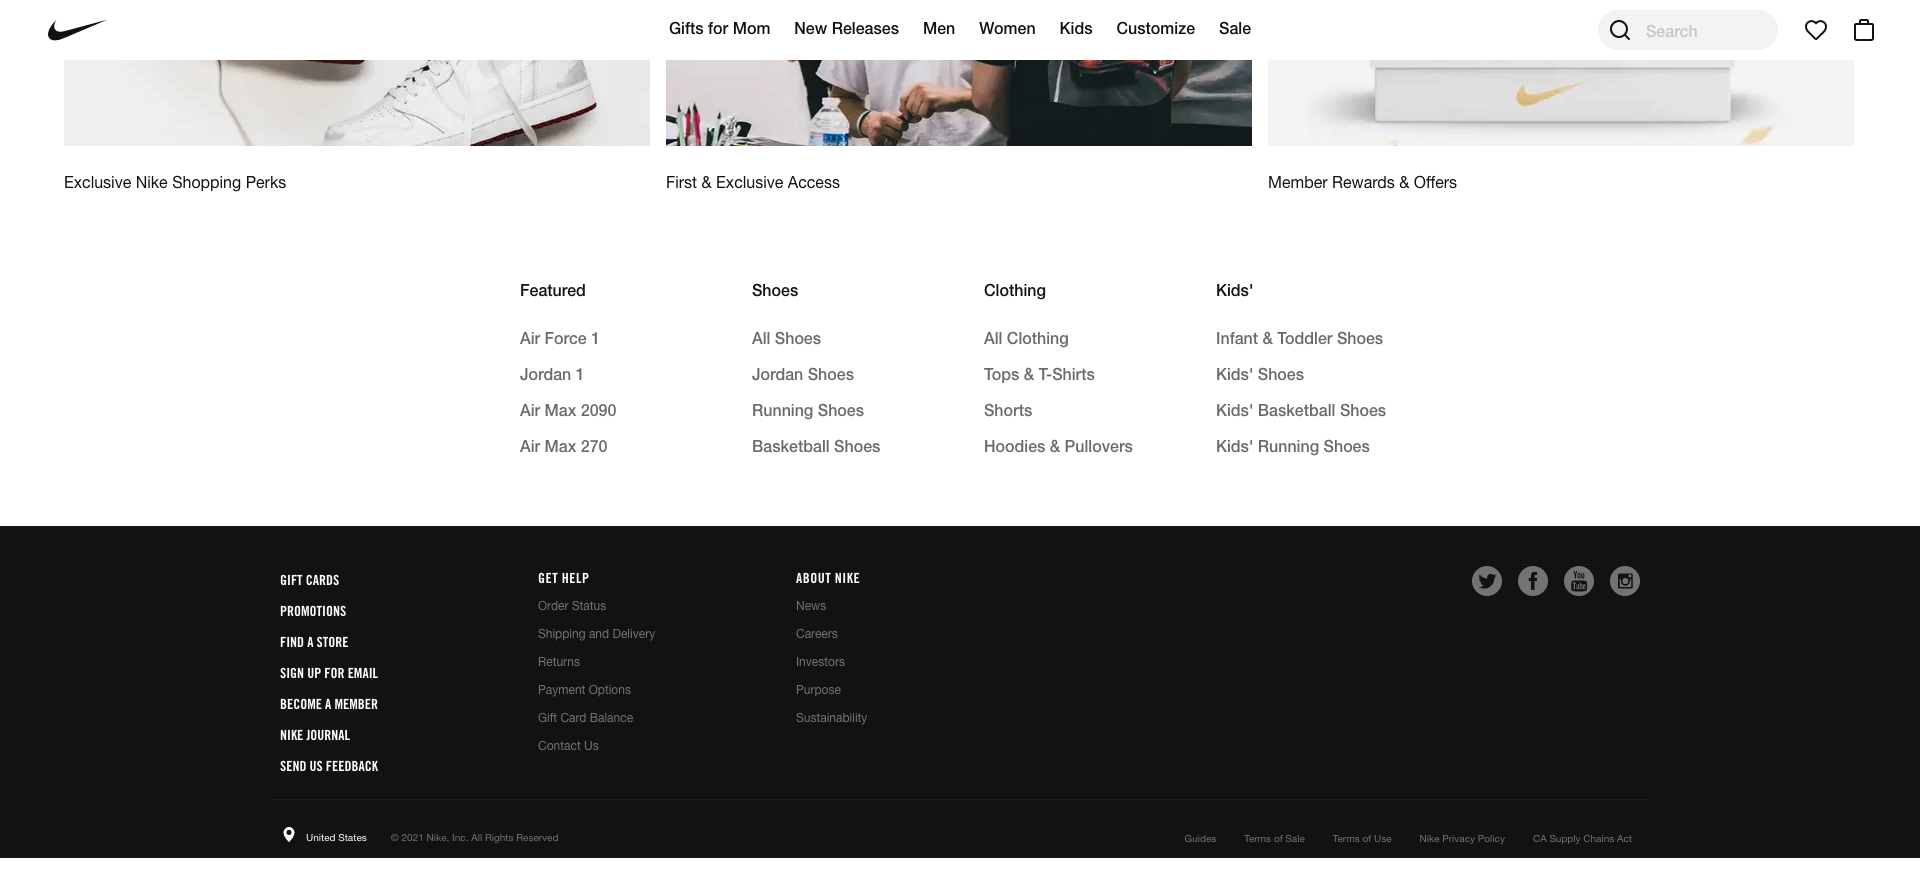 Gifts for Mom New Releases Men Women Kids Customize Sale
Search
Exclusive Nike Shopping Perks
First & Exclusive Access
Member Rewards & Offers
Featured
Air Force 1
Jordan 1
Air Max 2090
Air Max 270
Shoes
All Shoes
Jordan Shoes
Running Shoes
Basketball Shoes
Clothing
All Clothing
Tops & T-Shirts
Shorts
Hoodies & Pullovers
Kids'
Infant & Toddler Shoes
Kids' Shoes
Kids' Basketball Shoes
Kids' Running Shoes
GIFT CARDS
PROMOTIONS
FIND A STORE
SIGN UP FOR EMAIL
BECOME A MEMBER
NIKE JOURNAL
SEND US FEEDBACK
GET HELP
Order Status
Shipping and Delivery
Returns
Payment Options
Gift Card Balance
Contact Us
ABOUT NIKE
News
Careers
Investors
Purpose
Sustainability
You
Tube
United States
© 2021 Nike, Inc. All Rights Reserved
Guides Terms of Sale Terms of Use Nike Privacy Policy CA Supply Chains Act